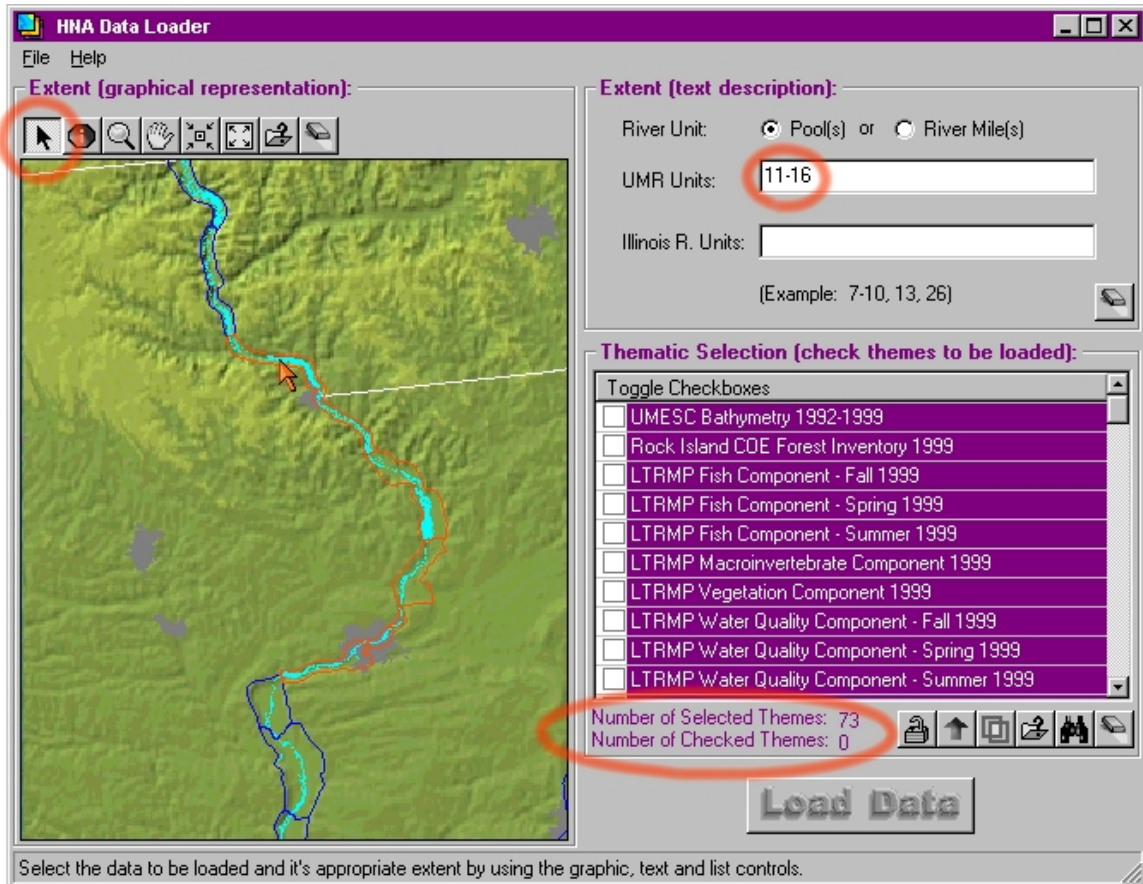 HNA Data Loader
File Help
Extent (graphical representation):
Extent (text description):
River Unit: Pool(s) or River Mile(s)
UMR Units: 11-16
Illinois R. Units:
(Example: 7-10, 13, 26)
Thematic Selection (check themes to be loaded):
Toggle Checkboxes
UMESC Bathymetry 1992-1999
Rock Island COE Forest Inventory 1999
LTRMP Fish Component - Fall 1999
LTRMP Fish Component - Spring 1999
LTRMP Fish Component - Summer 1999
LTRMP Macroinvertebrate Component 1999
LTRMP Vegetation Component 1999
LTRMP Water Quality Component - Fall 1999
LTRMP Water Quality Component - Spring 1999
LTRMP Water Quality Component - Summer 1999
Number of Selected Themes: 73
Number of Checked Themes: 0
Load Data
Select the data to be loaded and it's appropriate extent by using the graphic, text and list controls.